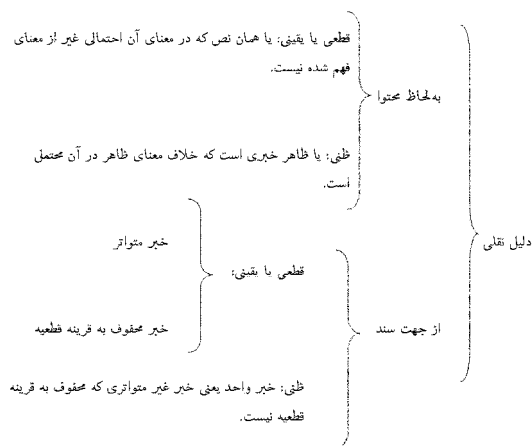 دلیل نقلی
به‌لحاظ محتوا
قطعی یا یقینی: یا همان نص که در معنای آن احتمالی غیر از معنای
فهم شده نیست.
ظنی: یا ظاهر خبری است که خلاف معنای ظاهر در آن محتملی
است.
از جهت سند
قطعی یا یقینی:
خبر متواتر
خبر محفوف به قرینه قطعیه
ظنی: خبر واحد یعنی خبر غیر متواتری که محفوف به قرینه
قطعیه نیست.